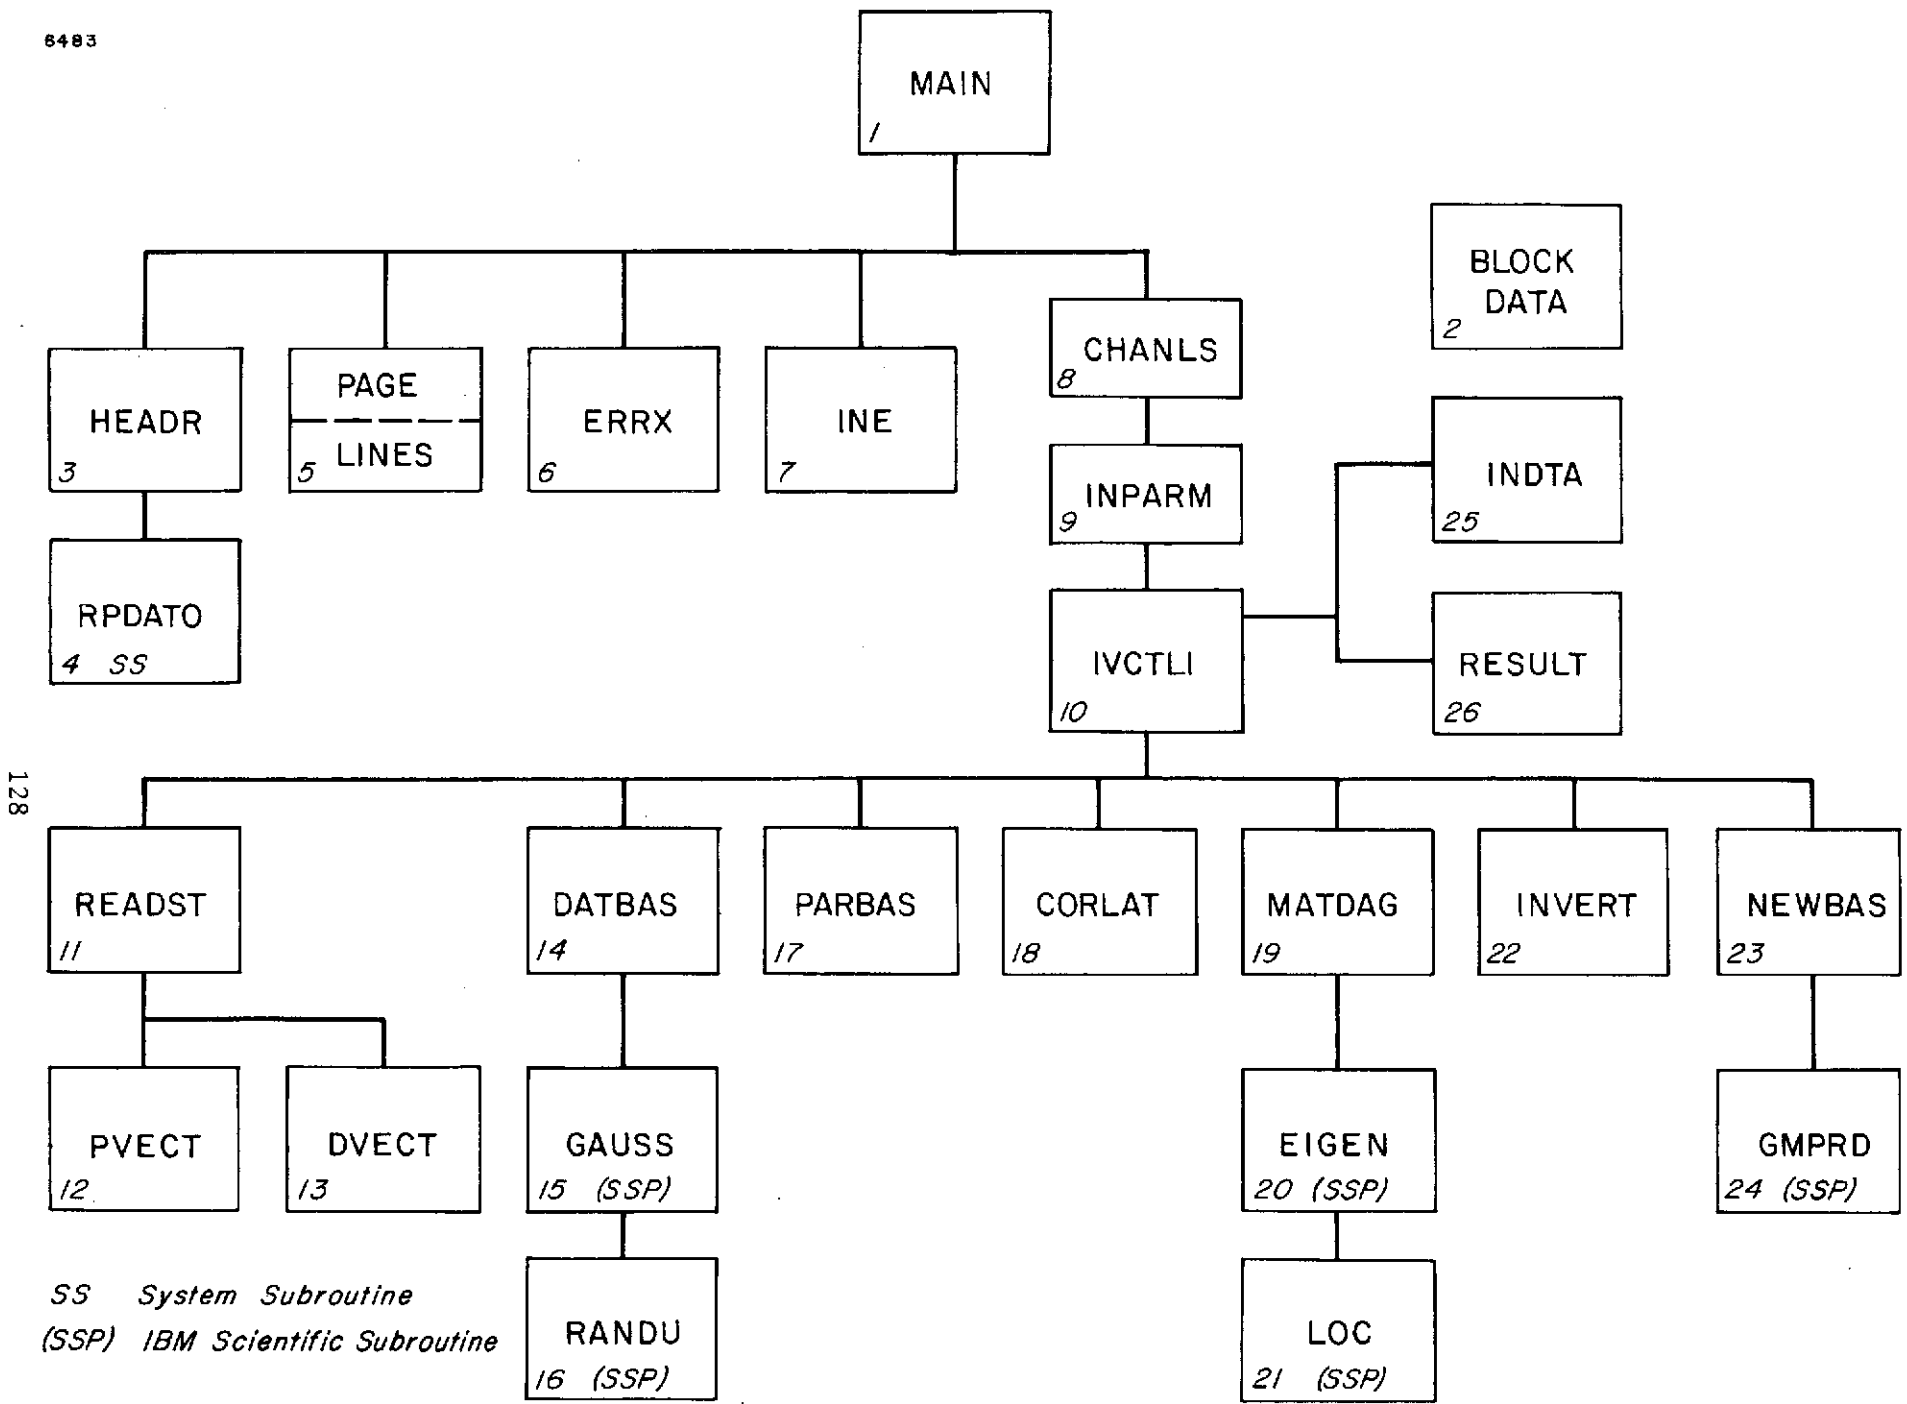 6483
MAIN
1
BLOCK
DATA
2
HEADR
3
PAGE
LINES
5
ERRX
6
INE
7
CHANLS
8
INPARM
9
INDTA
25
RPDATO
4 SS
IVCTLI
10
RESULT
26
128
READST
11
DATBAS
14
PARBAS
17
CORLAT
18
MATDAG
19
INVERT
22
NEWBAS
23
PVECT
12
DVECT
13
GAUSS
15 (SSP)
EIGEN
20 (SSP)
GMPRD
24 (SSP)
RANDU
16 (SSP)
LOC
21 (SSP)
SS System Subroutine
(SSP) IBM Scientific Subroutine